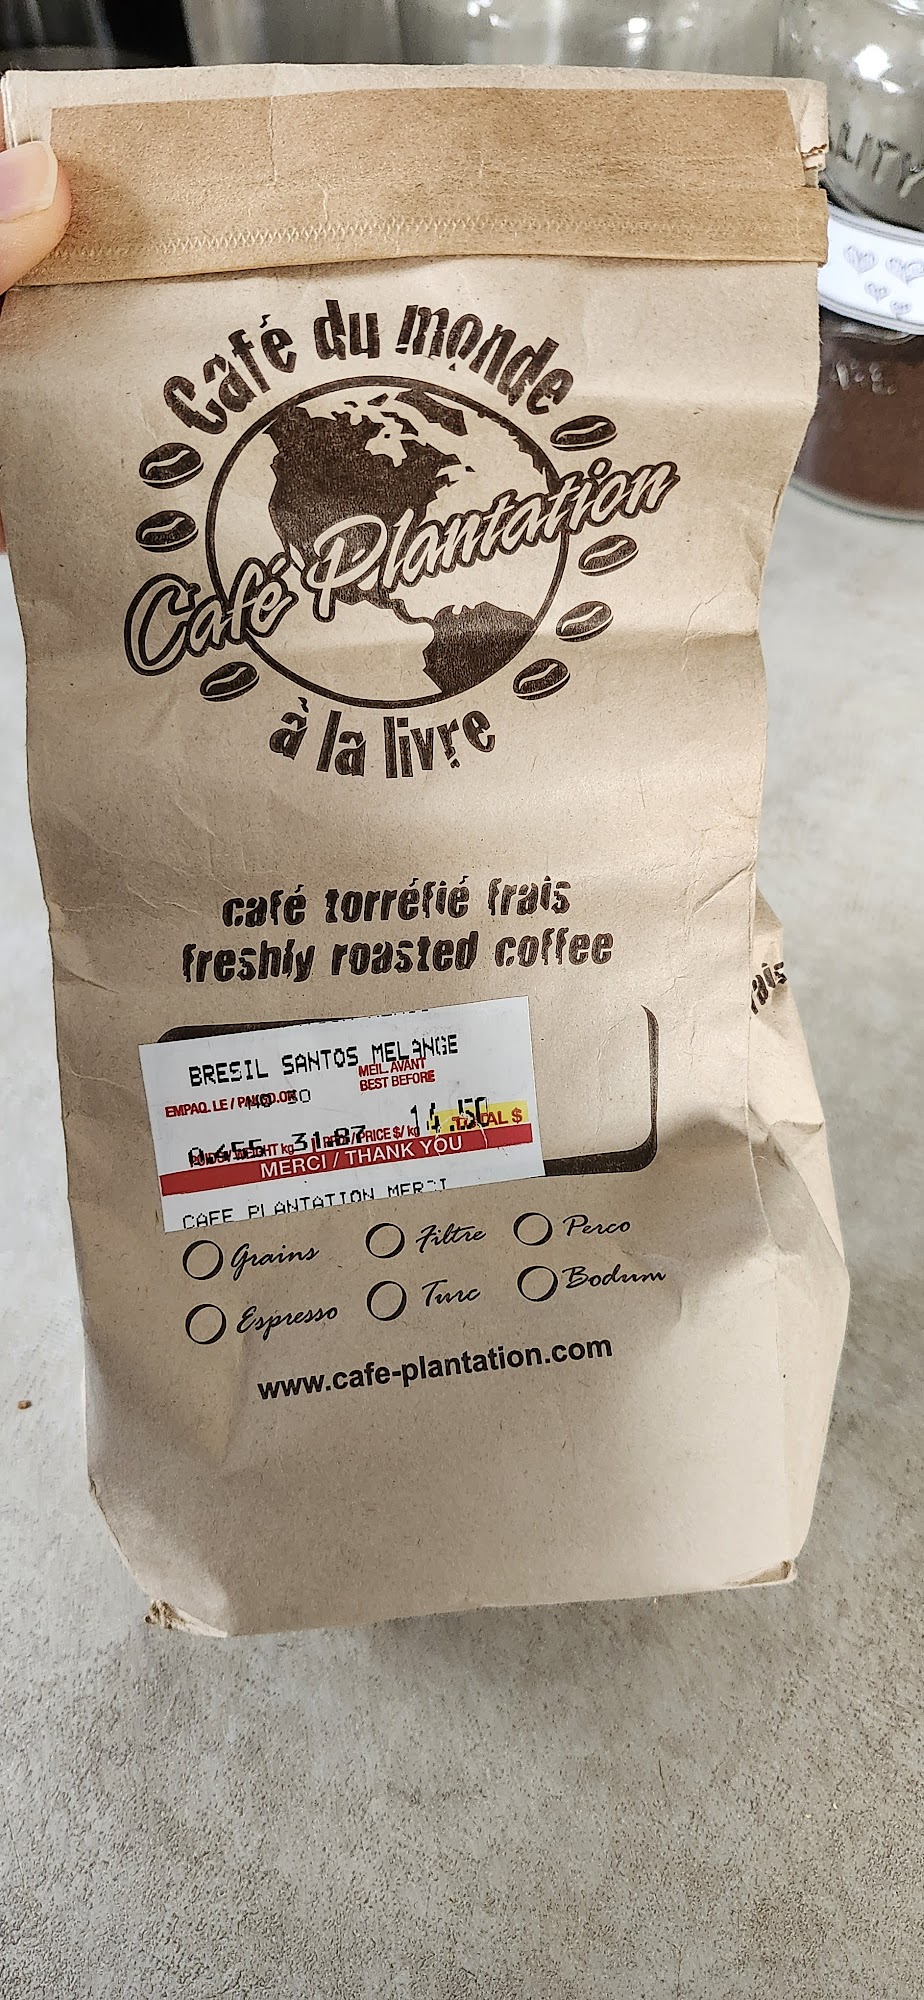 Café du monde
Café Plantation
à la livre
café torréfié frais
freshly roasted coffee
BRESIL SANTOS MELANGE
MEIL. AVANT
BEST BEFORE
EMPAQ. LE /
31.87 14.50
PRICE $/ kg TOTAL $
MERCI / THANK YOU
CAFE PLANTATION MERCI
Grains Filtre Perco
Espresso Turc Bodum
www.cafe-plantation.com